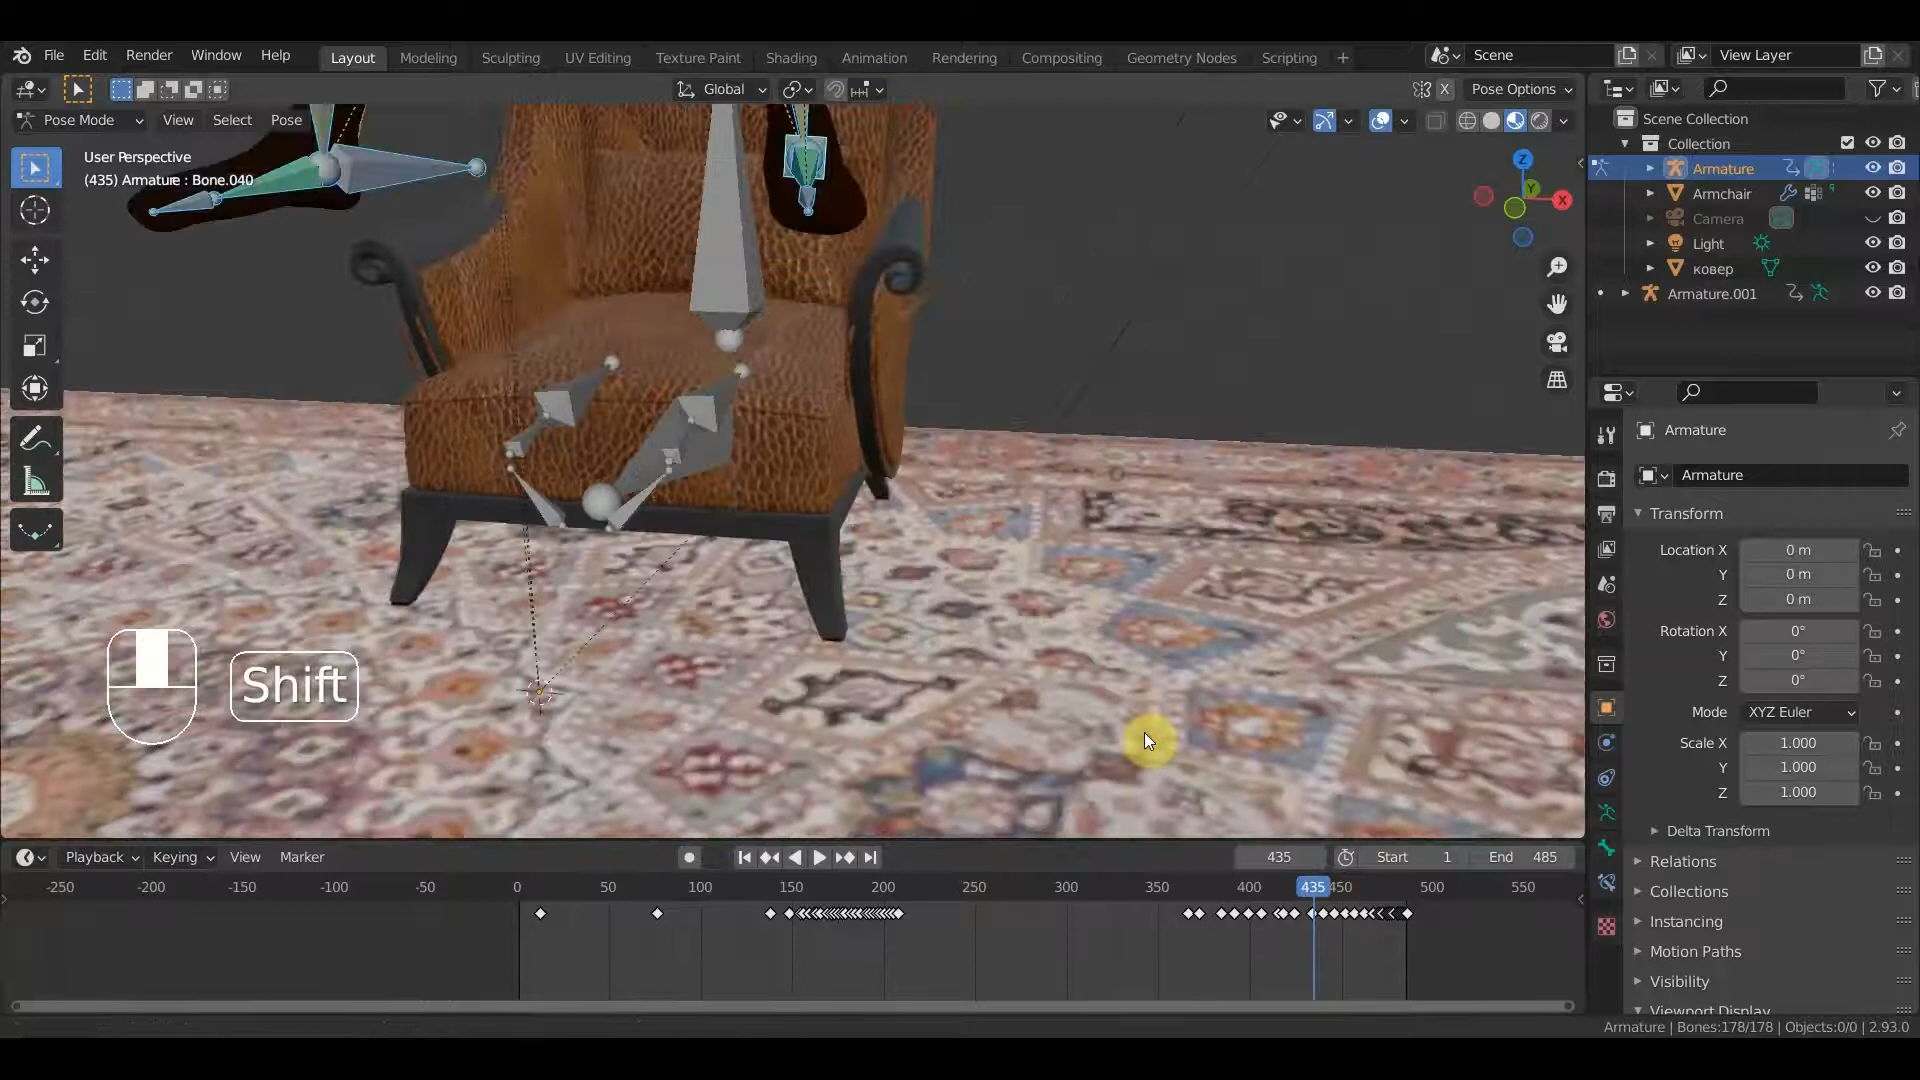 File Edit Render Window Help Layout Modeling Sculpting UV Editing Texture Paint Shading Animation Rendering Compositing Geometry Nodes Scripting + Scene View Layer
Global X Pose Options
Pose Mode View Select Pose
User Perspective
(435) Armature : Bone.040
Z
Y
X
Scene Collection
Collection
Armature
Armchair
Camera
Light
ковер
Armature.001
Armature
Armature
Transform
Location X 0 m
Y 0 m
Z 0 m
Rotation X 0°
Y 0°
Z 0°
Mode XYZ Euler
Scale X 1.000
Y 1.000
Z 1.000
Delta Transform
Relations
Collections
Instancing
Motion Paths
Visibility
Viewport Display
Shift
Playback Keying View Marker 435 Start 1 End 485
-250 -200 -150 -100 -50 0 50 100 150 200 250 300 350 400 435 450 500 550
Armature | Bones:178/178 | Objects:0/0 | 2.93.0